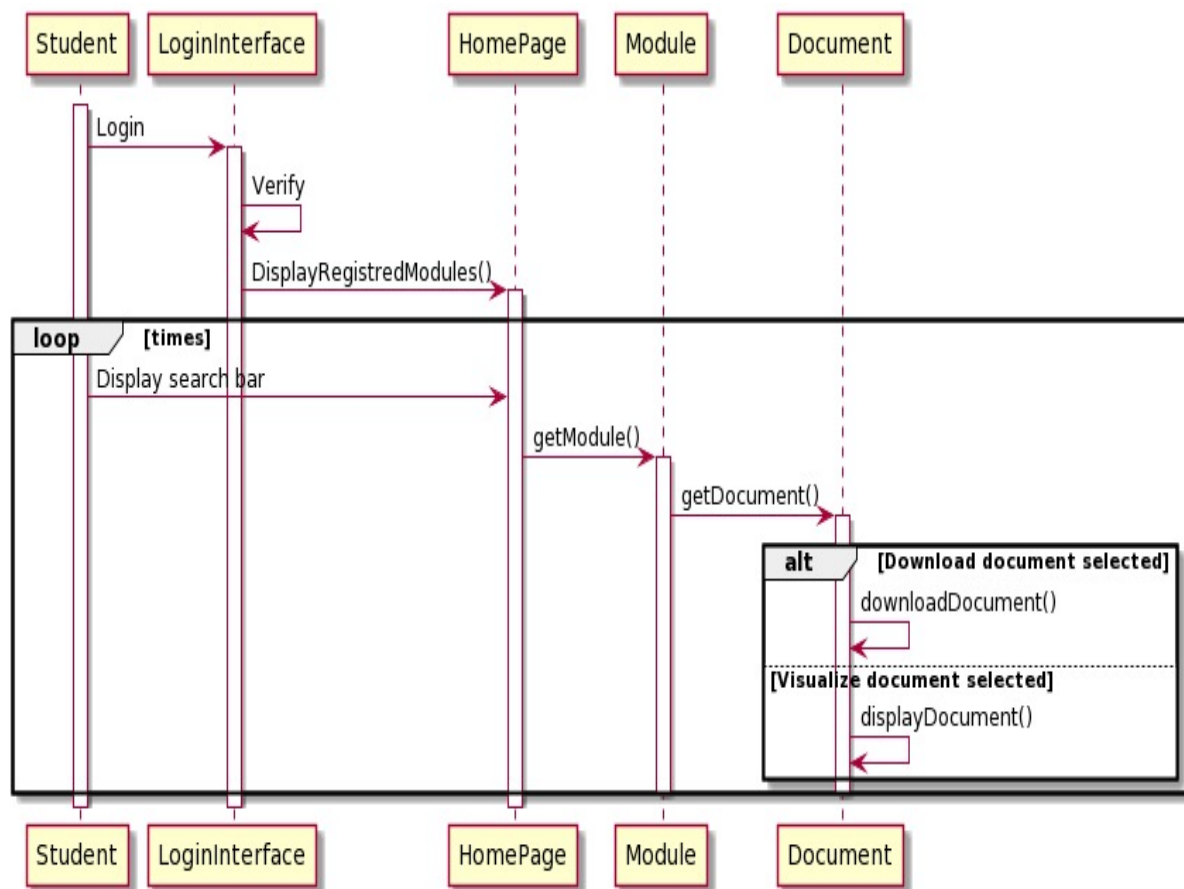 Student LoginInterface HomePage Module Document
Login
Verify
DisplayRegistredModules()
loop [times]
Display search bar
getModule()
getDocument()
alt [Download document selected]
downloadDocument()
[Visualize document selected]
displayDocument()
Student LoginInterface HomePage Module Document